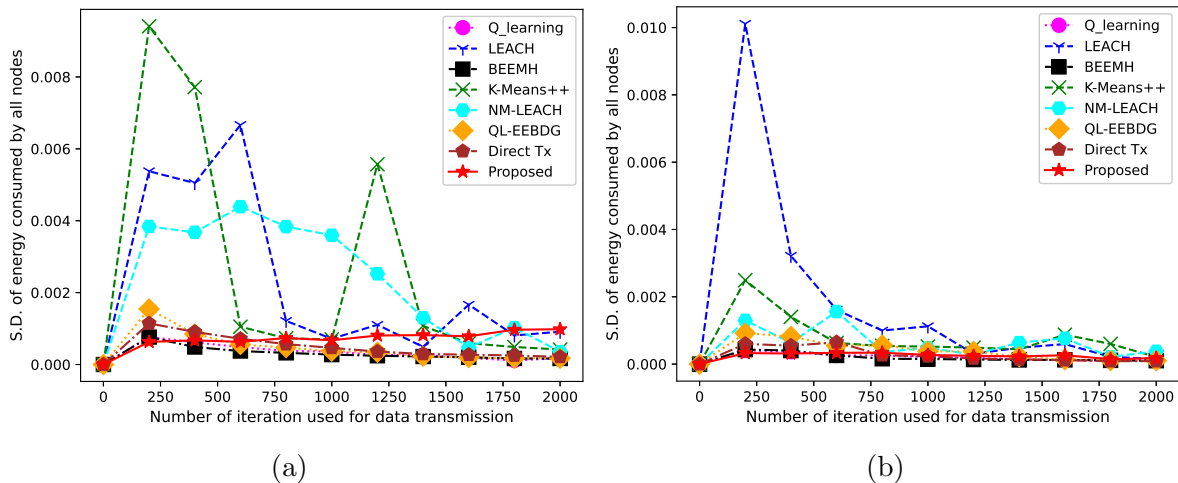 S.D. of energy consumed by all nodes
0.008
0.006
0.004
0.002
0.000
0 250 500 750 1000 1250 1500 1750 2000
Number of iteration used for data transmission
Q_learning
LEACH
BEEMH
K-Means++
NM-LEACH
QL-EEBDG
Direct Tx
Proposed
(a)
S.D. of energy consumed by all nodes
0.010
0.008
0.006
0.004
0.002
0.000
0 250 500 750 1000 1250 1500 1750 2000
Number of iteration used for data transmission
Q_learning
LEACH
BEEMH
K-Means++
NM-LEACH
QL-EEBDG
Direct Tx
Proposed
(b)